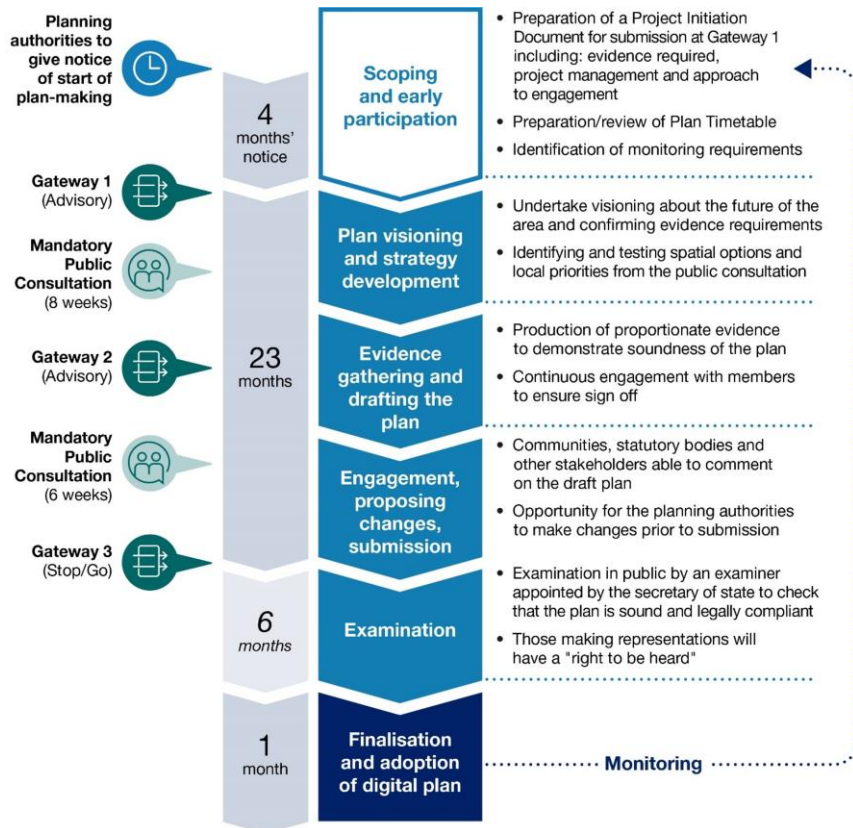 Planning
authorities to
give notice
of start of
plan-making
4
months'
notice
Scoping
and early
participation
• Preparation of a Project Initiation
Document for submission at Gateway 1
including: evidence required,
project management and approach
to engagement
• Preparation/review of Plan Timetable
• Identification of monitoring requirements
Gateway 1
(Advisory)
Mandatory
Public
Consultation
(8 weeks)
Plan visioning
and strategy
development
• Undertake visioning about the future of the
area and confirming evidence requirements
• Identifying and testing spatial options and
local priorities from the public consultation
Gateway 2
(Advisory)
23
months
Evidence
gathering and
drafting the
plan
• Production of proportionate evidence
to demonstrate soundness of the plan
• Continuous engagement with members
to ensure sign off
Mandatory
Public
Consultation
(6 weeks)
Engagement,
proposing
changes,
submission
• Communities, statutory bodies and
other stakeholders able to comment
on the draft plan
• Opportunity for the planning authorities
to make changes prior to submission
Gateway 3
(Stop/Go)
6
months
Examination
• Examination in public by an examiner
appointed by the secretary of state to check
that the plan is sound and legally compliant
• Those making representations will
have a "right to be heard"
1
month
Finalisation
and adoption
of digital plan
Monitoring